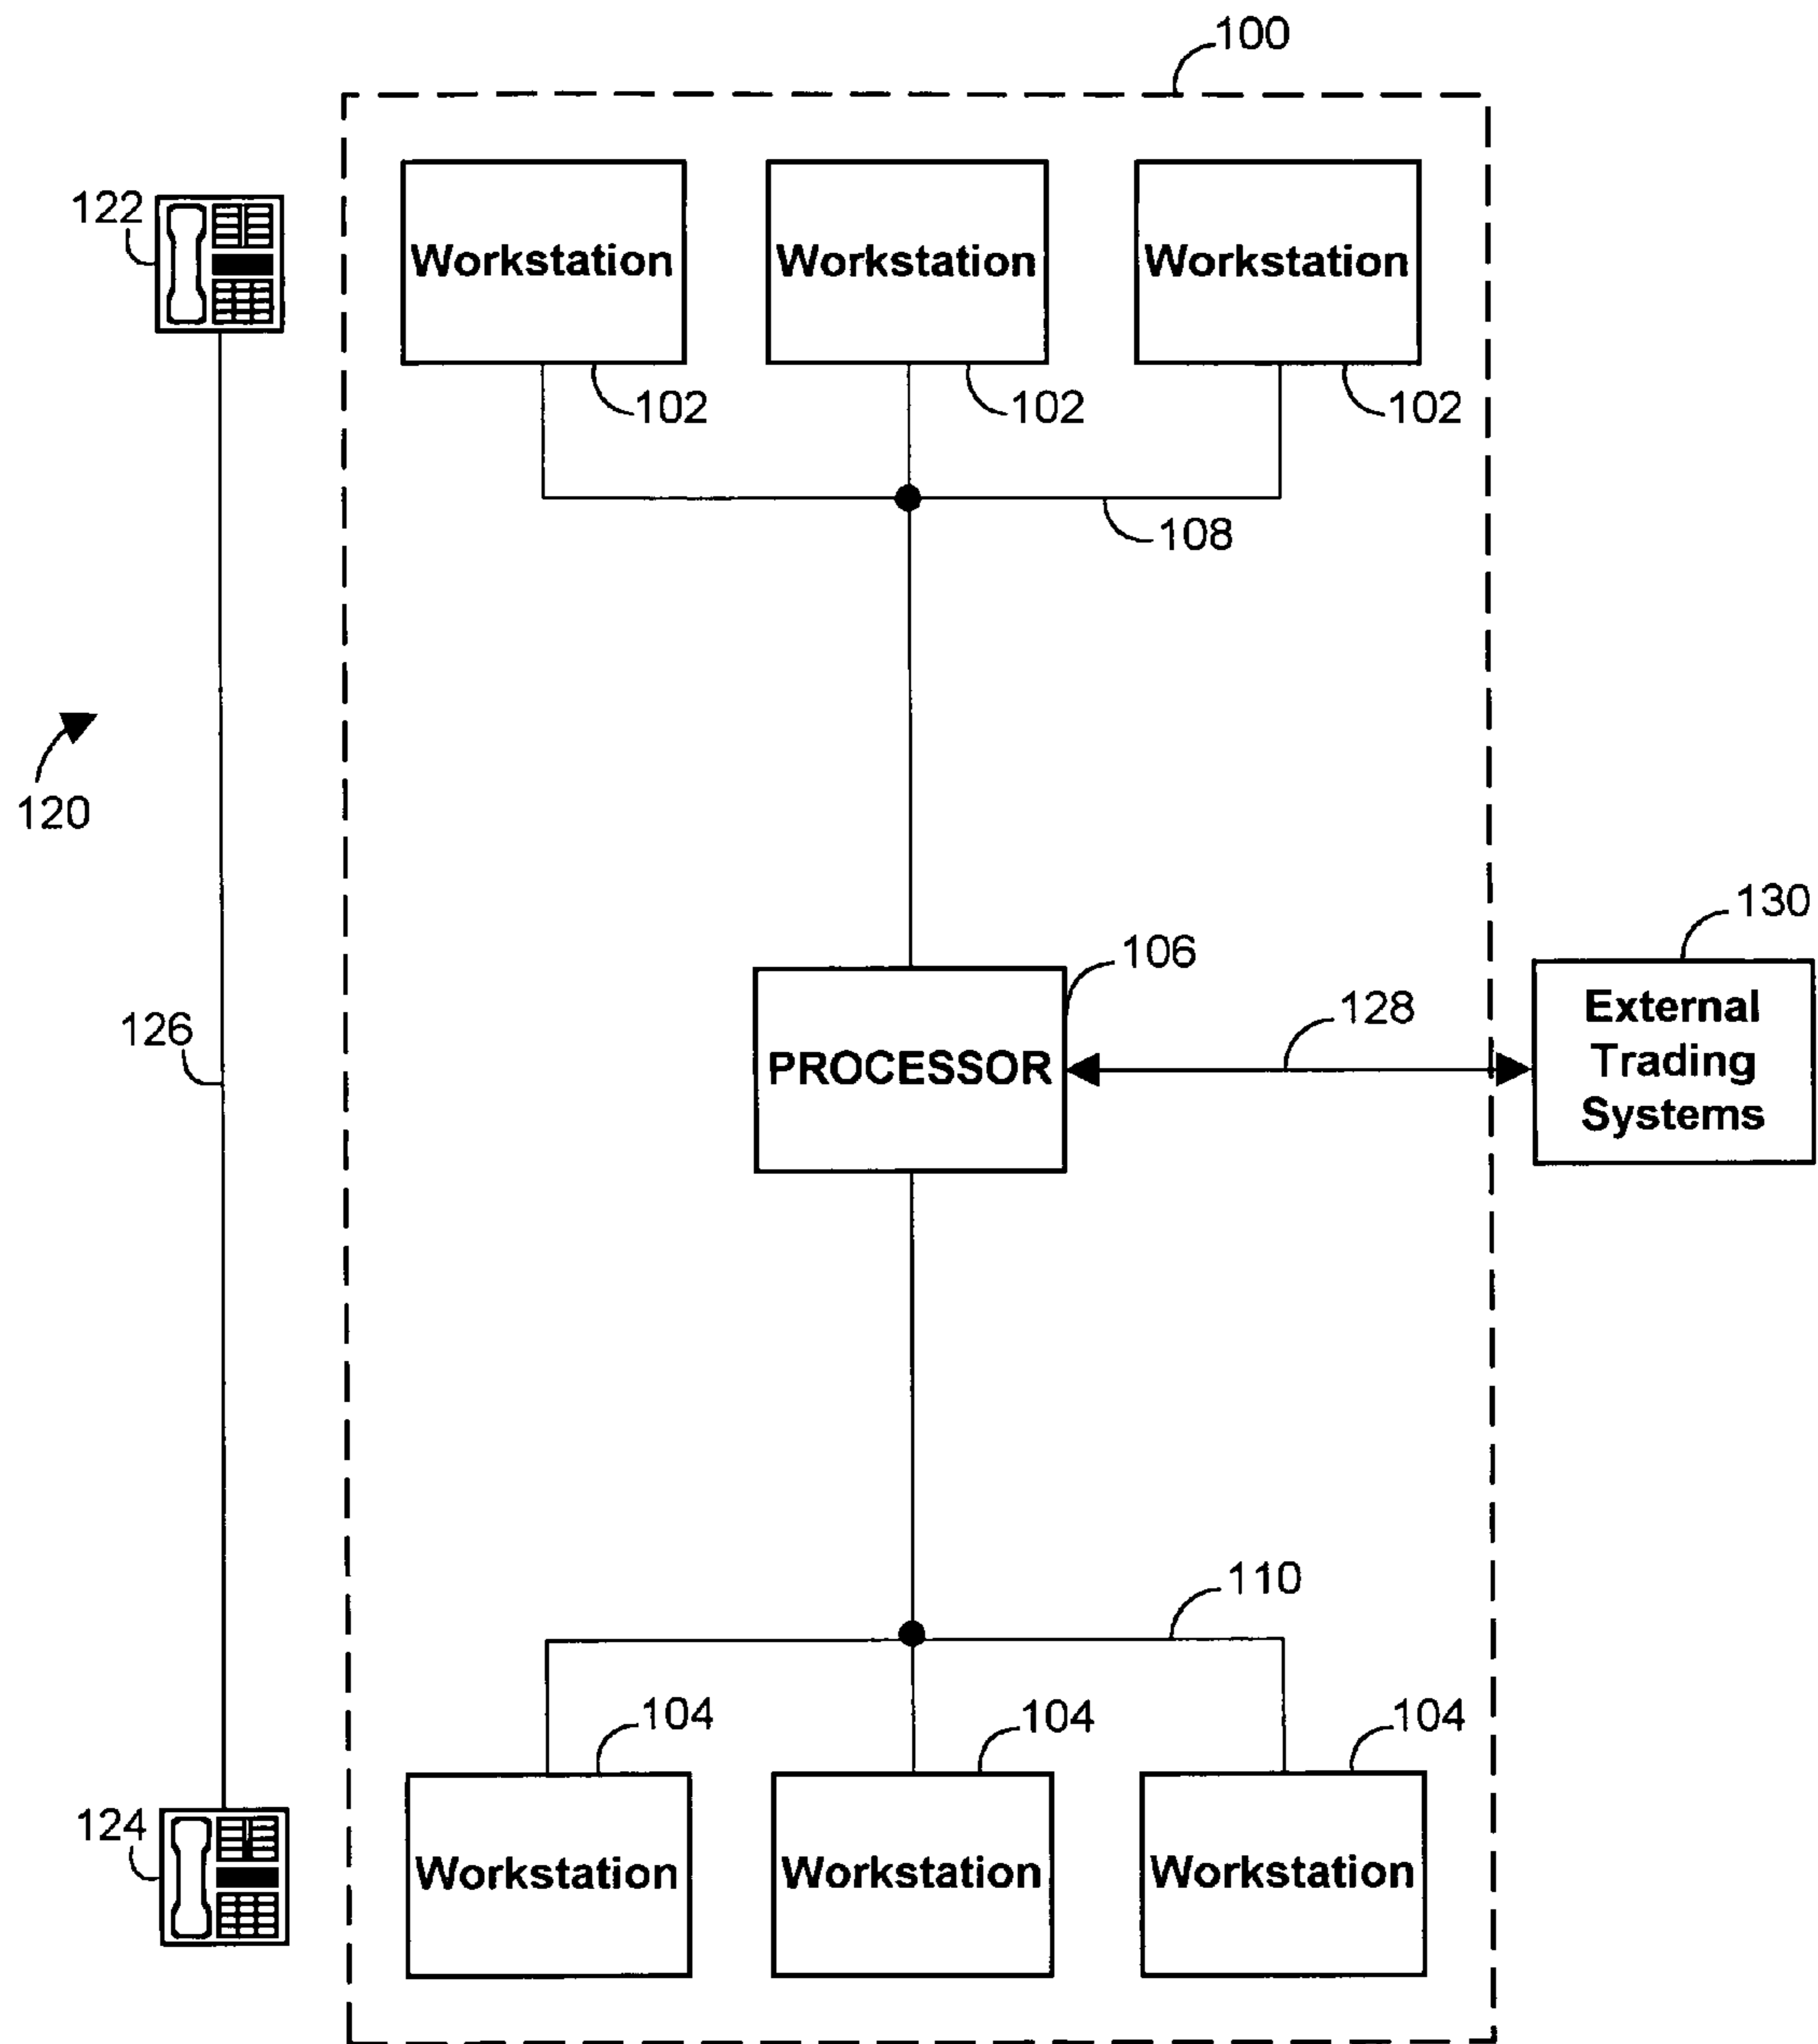 100
122
Workstation Workstation Workstation
102 102 102
108
120
130
106
External
Trading
Systems
128
126
PROCESSOR
110
104 104 104
124
Workstation Workstation Workstation